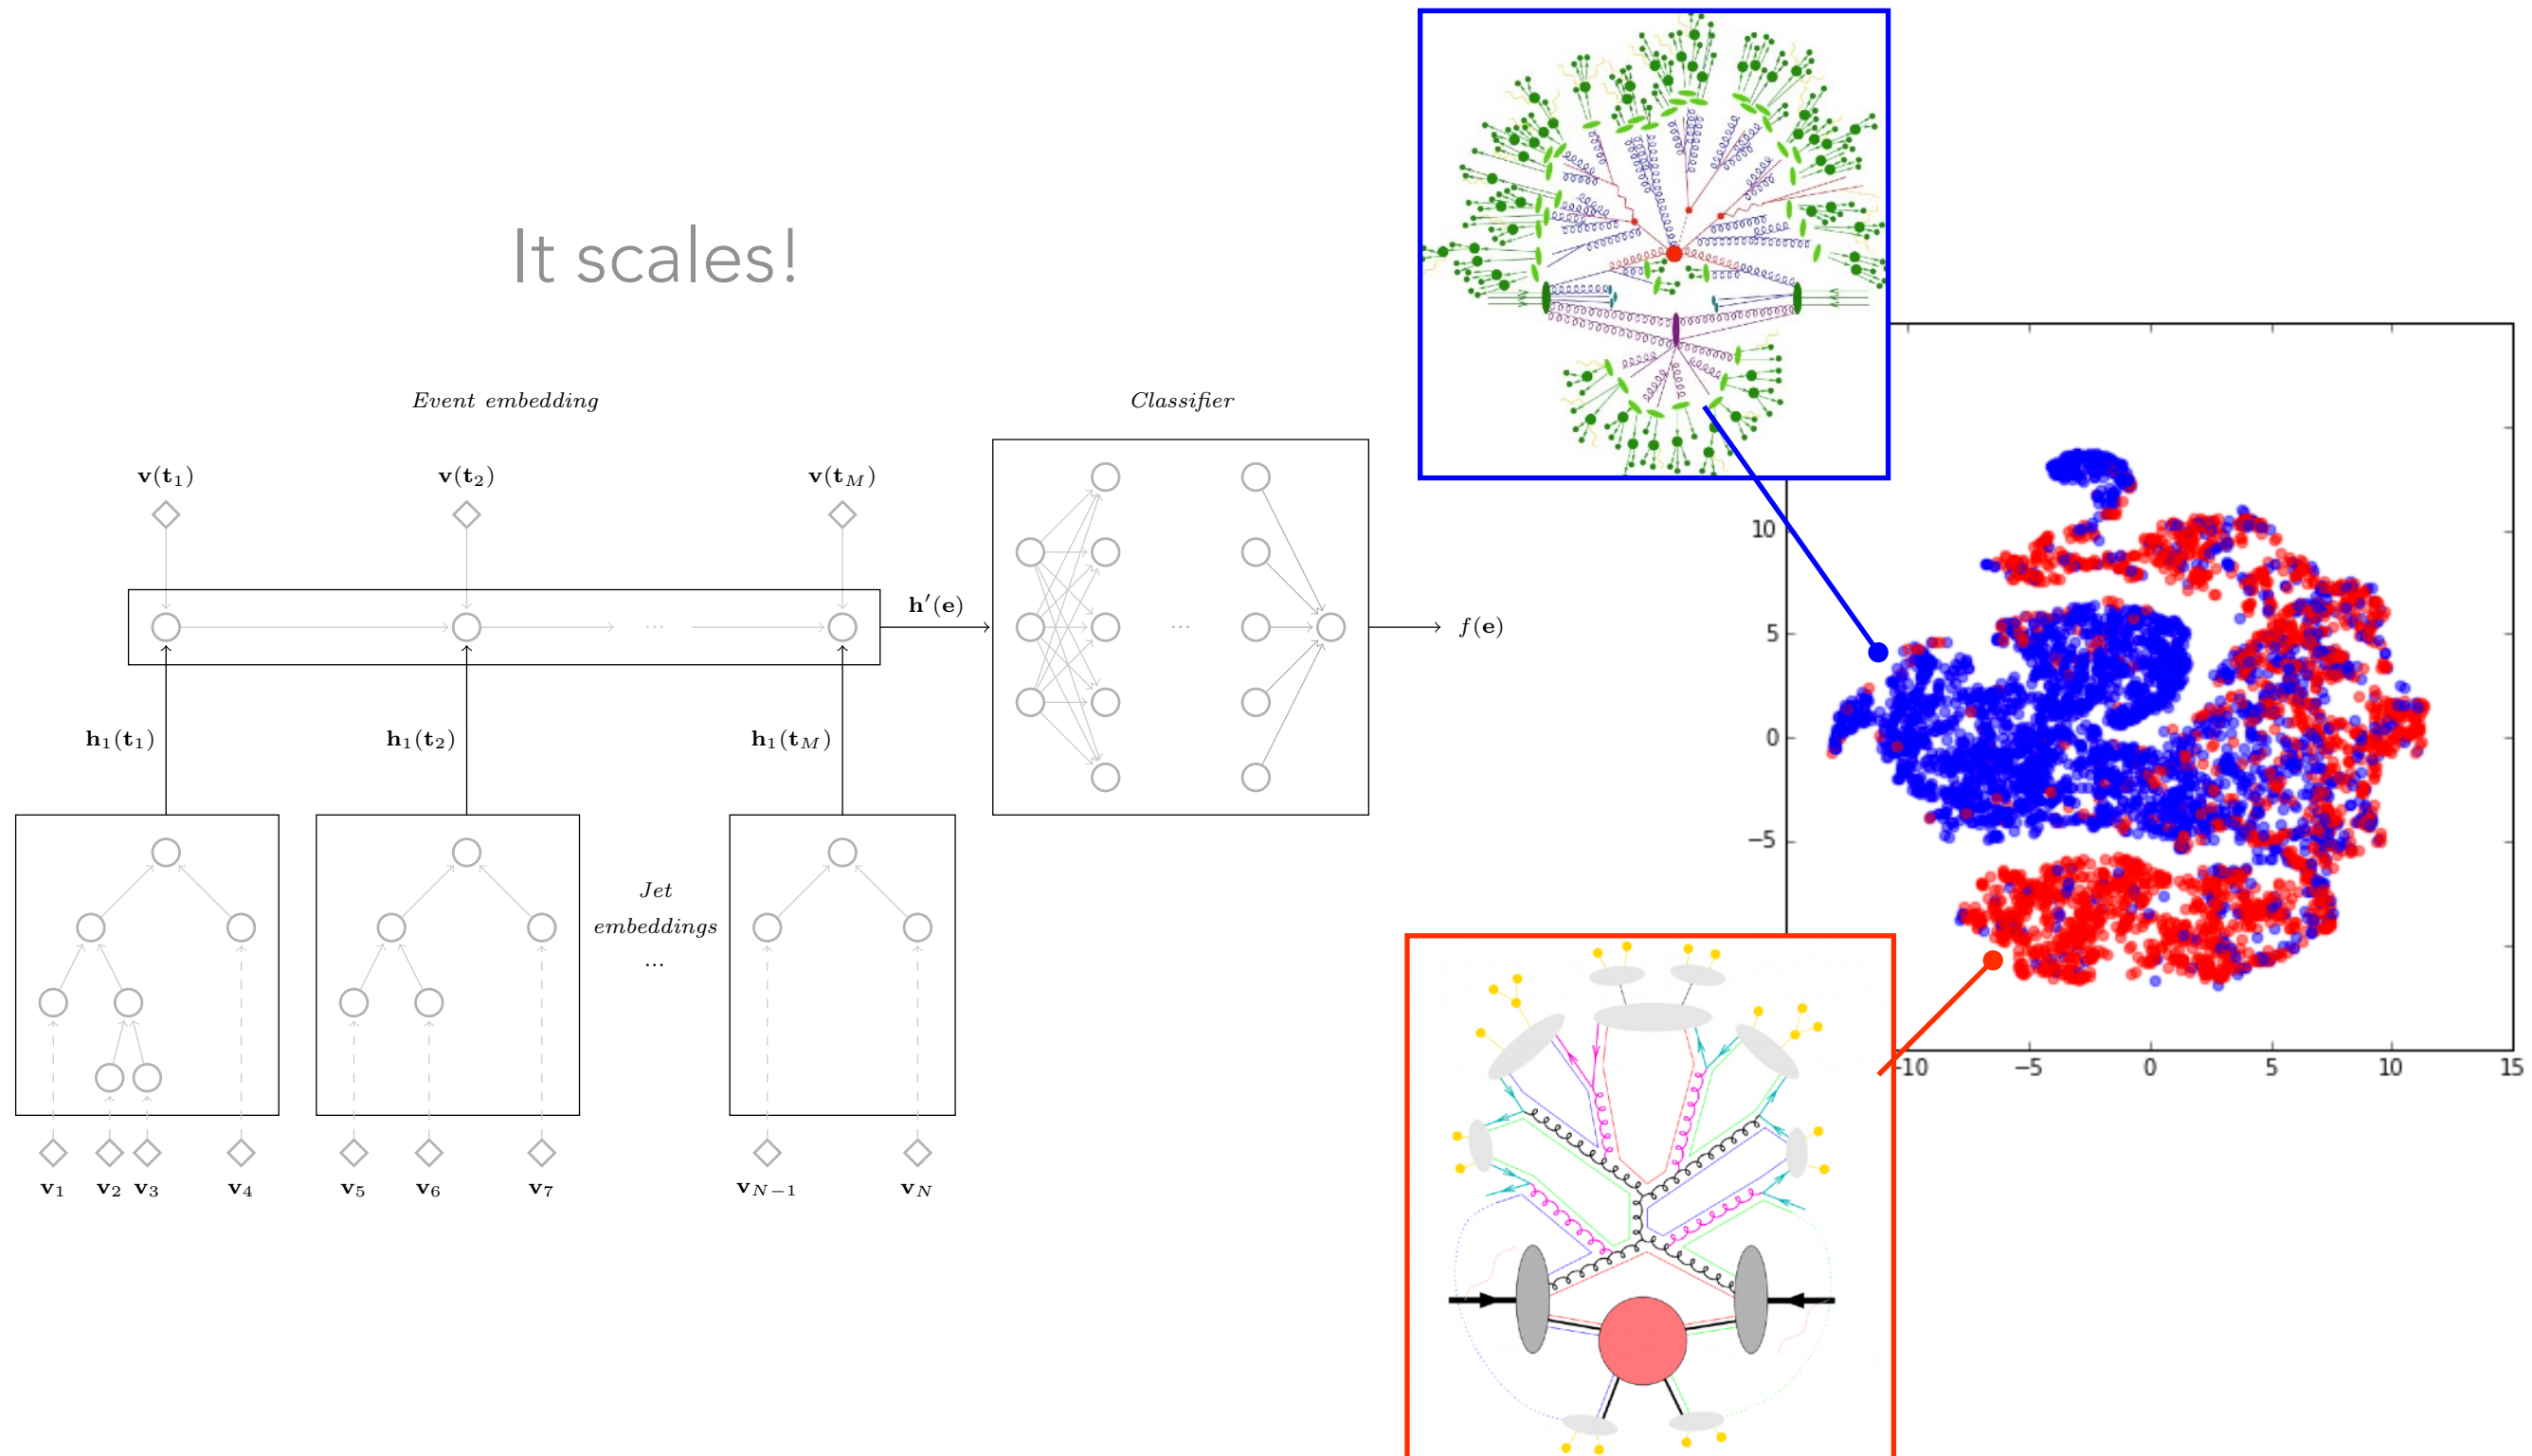 It scales!
Event embedding
Classifier
v(t₁)
v(t₂)
v(t_M)
...
h′(e)
...
f(e)
h₁(t₁)
h₁(t₂)
h₁(t_M)
Jet
embeddings
...
v₁
v₂
v₃
v₄
v₅
v₆
v₇
v_{N−1}
v_N
10
5
0
−5
−10
−5
0
5
10
15